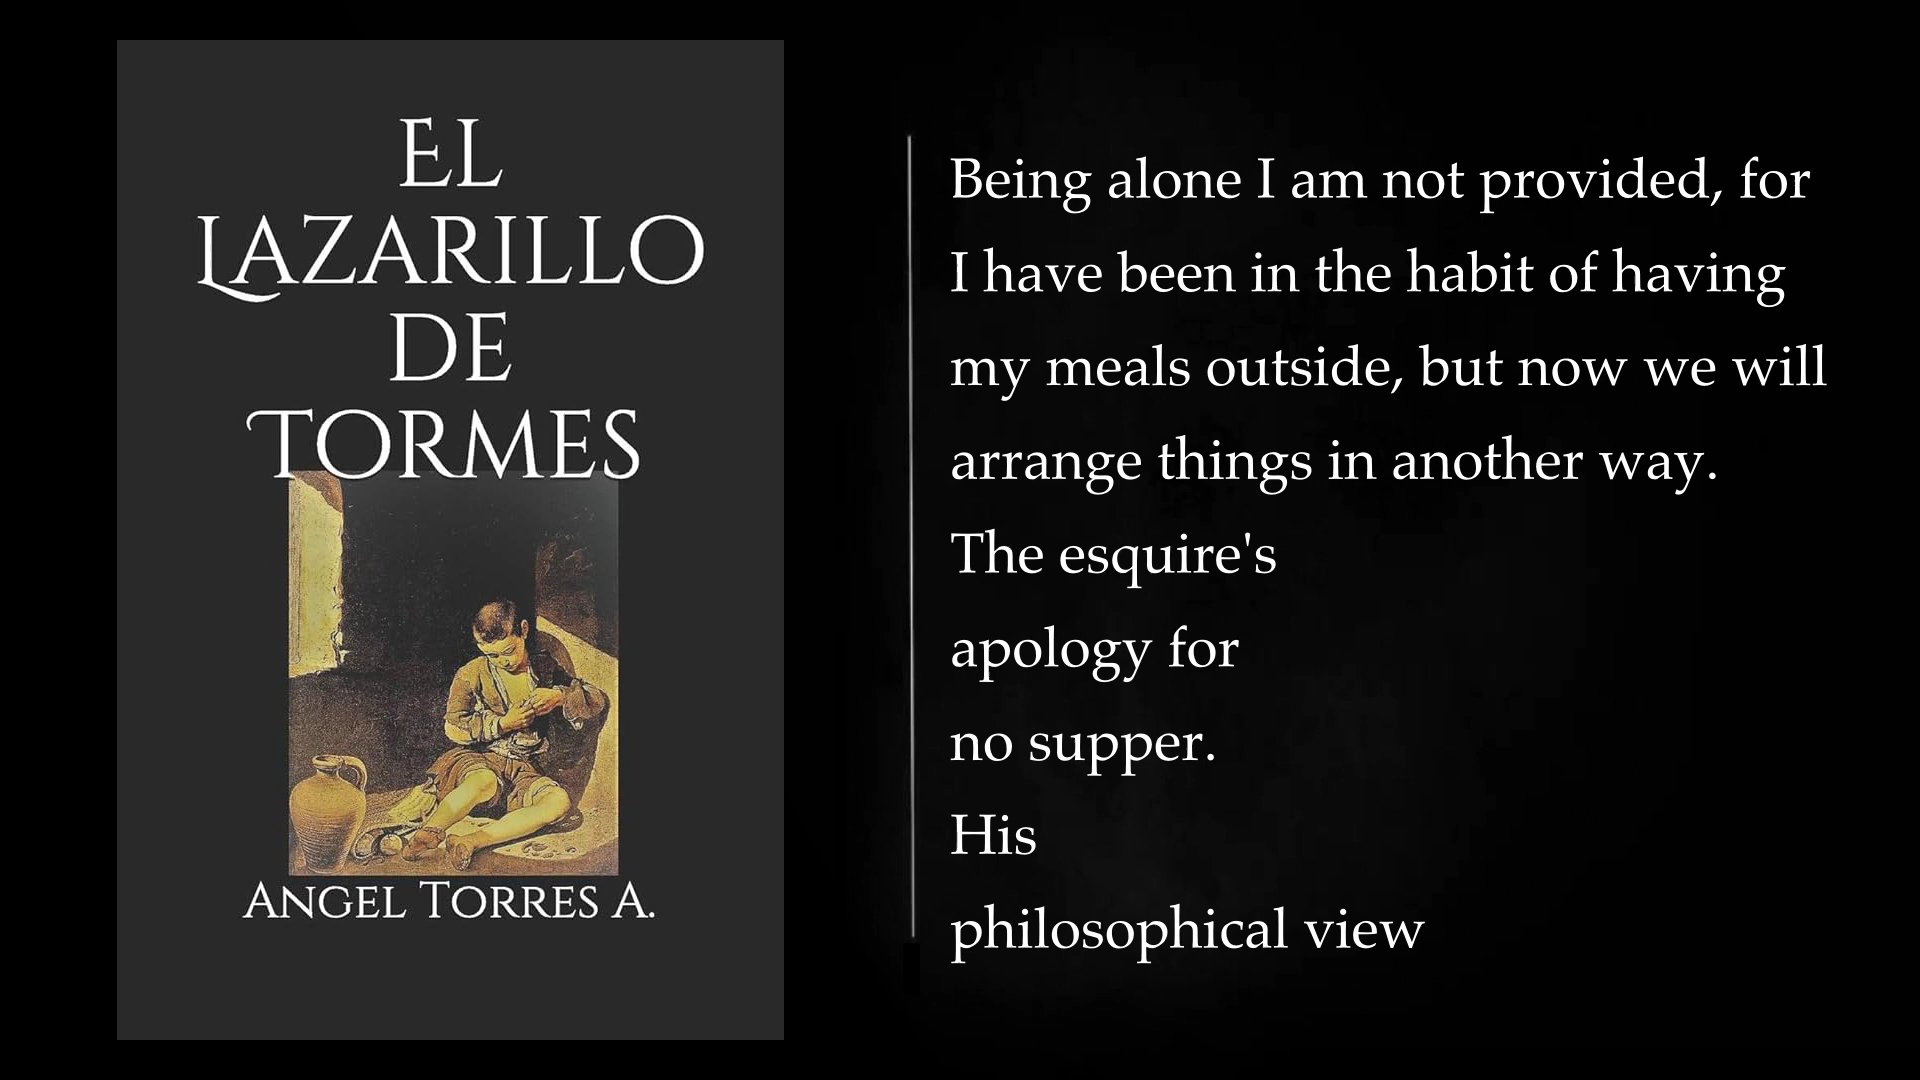 EL
LAZARILLO
DE
TORMES
ANGEL TORRES A.
Being alone I am not provided, for
I have been in the habit of having
my meals outside, but now we will
arrange things in another way.
The esquire's
apology for
no supper.
His
philosophical view